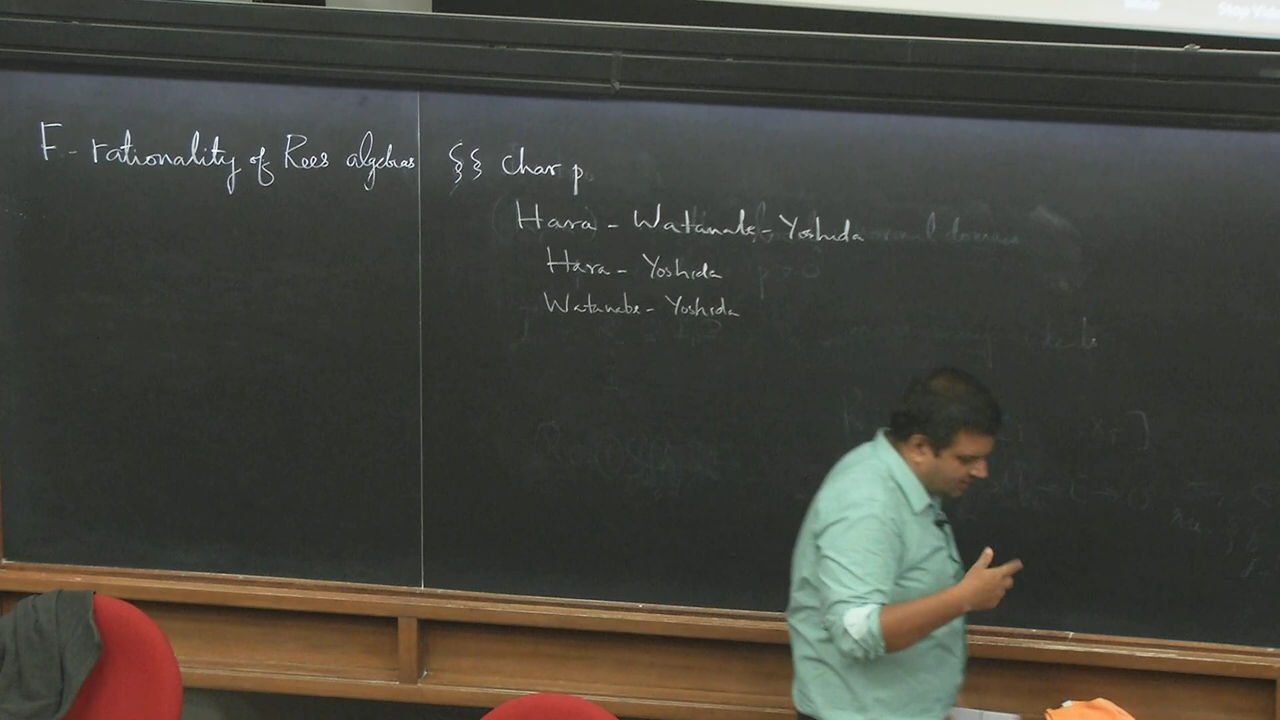 F-rationality of Rees algebras
§§ char p.
Hara - Watanabe - Yoshida
Hara - Yoshida
Watanabe - Yoshida